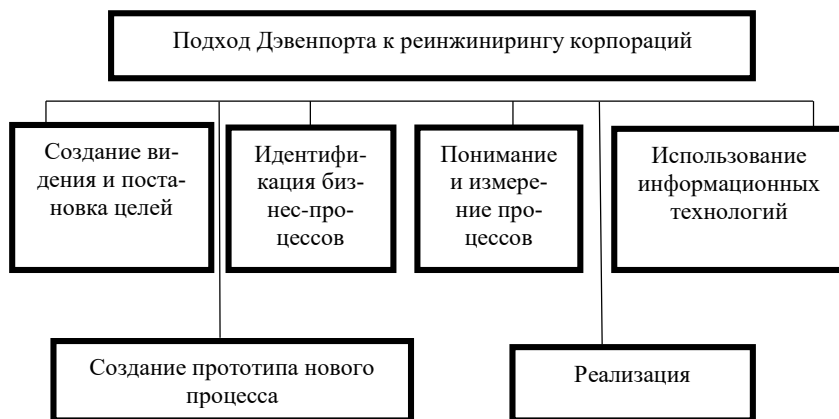 Подход Дэвенпорта к реинжинирингу корпораций
Создание ви-
дения и поста-
новка целей
Идентифи-
кация биз-
нес-про-
цессов
Понимание
и измере-
ние про-
цессов
Использование
информационных
технологий
Создание прототипа нового
процесса
Реализация